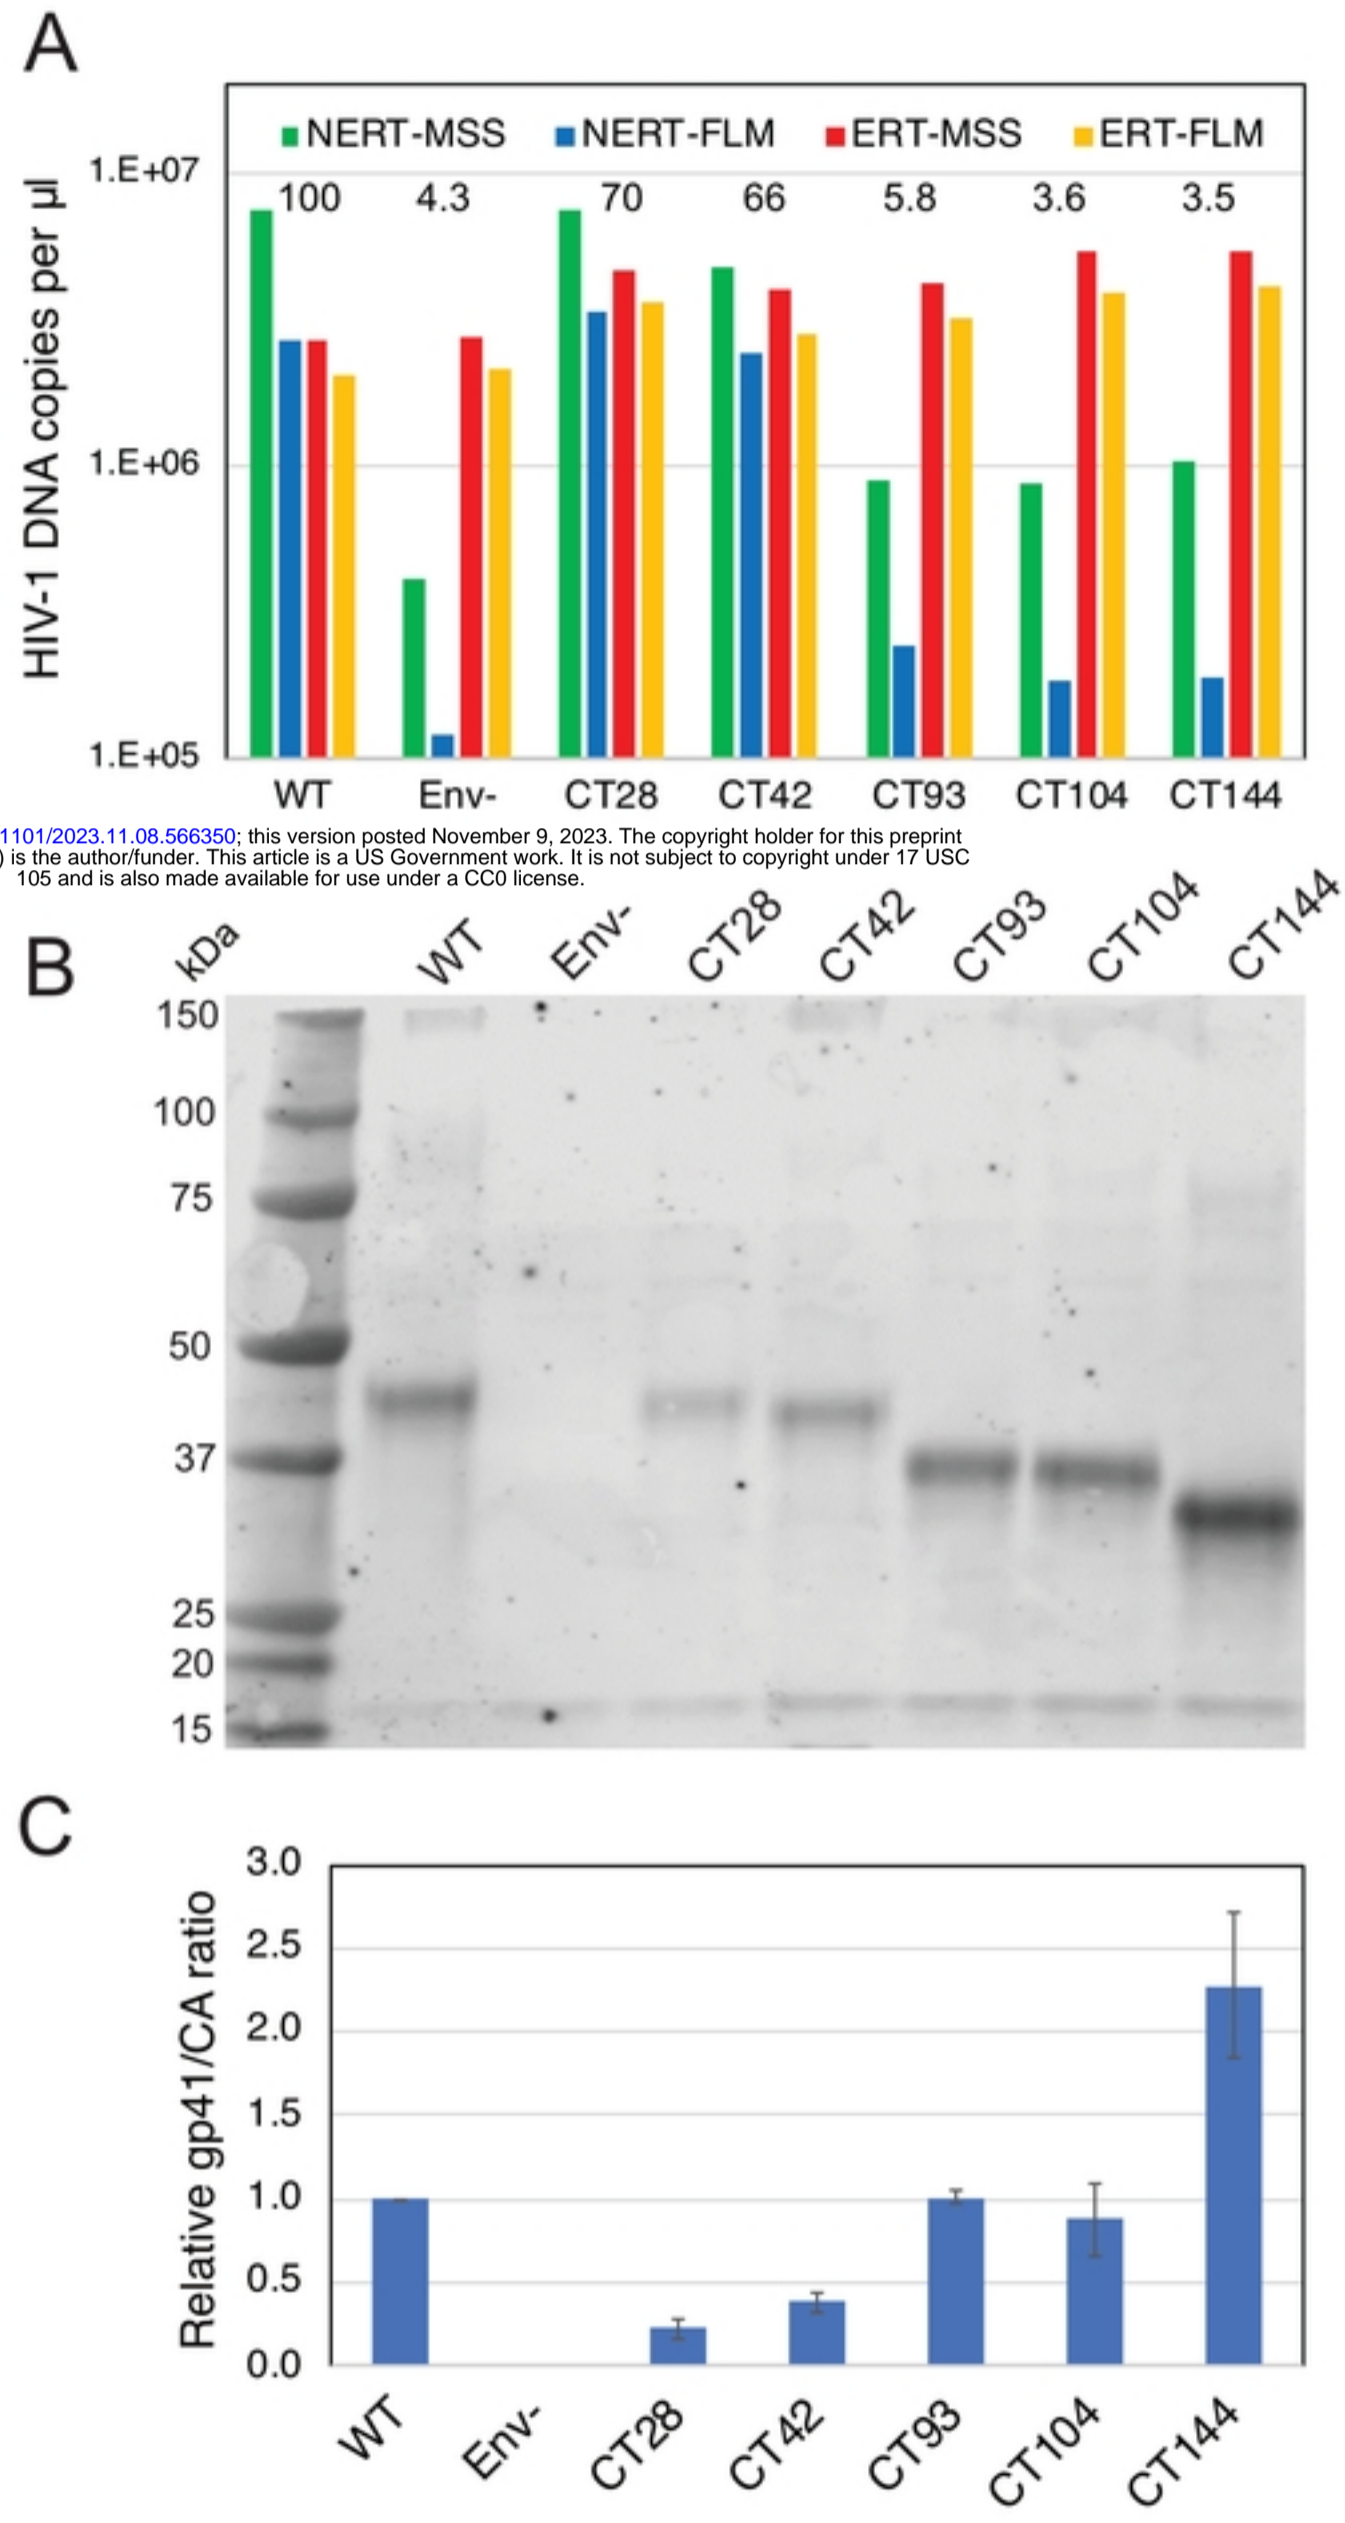 A
NERT-MSS NERT-FLM ERT-MSS ERT-FLM
HIV-1 DNA copies per µl
1.E+07
100 4.3 70 66 5.8 3.6 3.5
1.E+06
1.E+05
WT Env- CT28 CT42 CT93 CT104 CT144
1101/2023.11.08.566350; this version posted November 9, 2023. The copyright holder for this preprint
) is the author/funder. This article is a US Government work. It is not subject to copyright under 17 USC
105 and is also made available for use under a CC0 license.
B
kDa WT Env- CT28 CT42 CT93 CT104 CT144
150
100
75
50
37
25
20
15
C
Relative gp41/CA ratio
3.0
2.5
2.0
1.5
1.0
0.5
0.0
WT Env- CT28 CT42 CT93 CT104 CT144